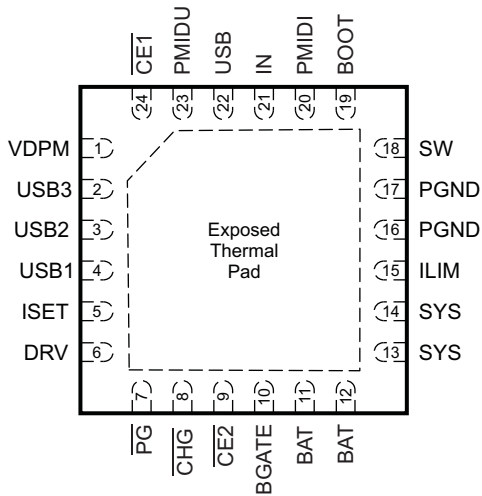 CE1 PMIDU USB IN PMIDI BOOT
24 23 22 21 20 19
VDPM 1 18 SW
USB3 2 17 PGND
USB2 3 16 PGND
USB1 4 15 ILIM
ISET 5 14 SYS
DRV 6 13 SYS
Exposed
Thermal
Pad
7 8 9 10 11 12
PG CHG CE2 BGATE BAT BAT